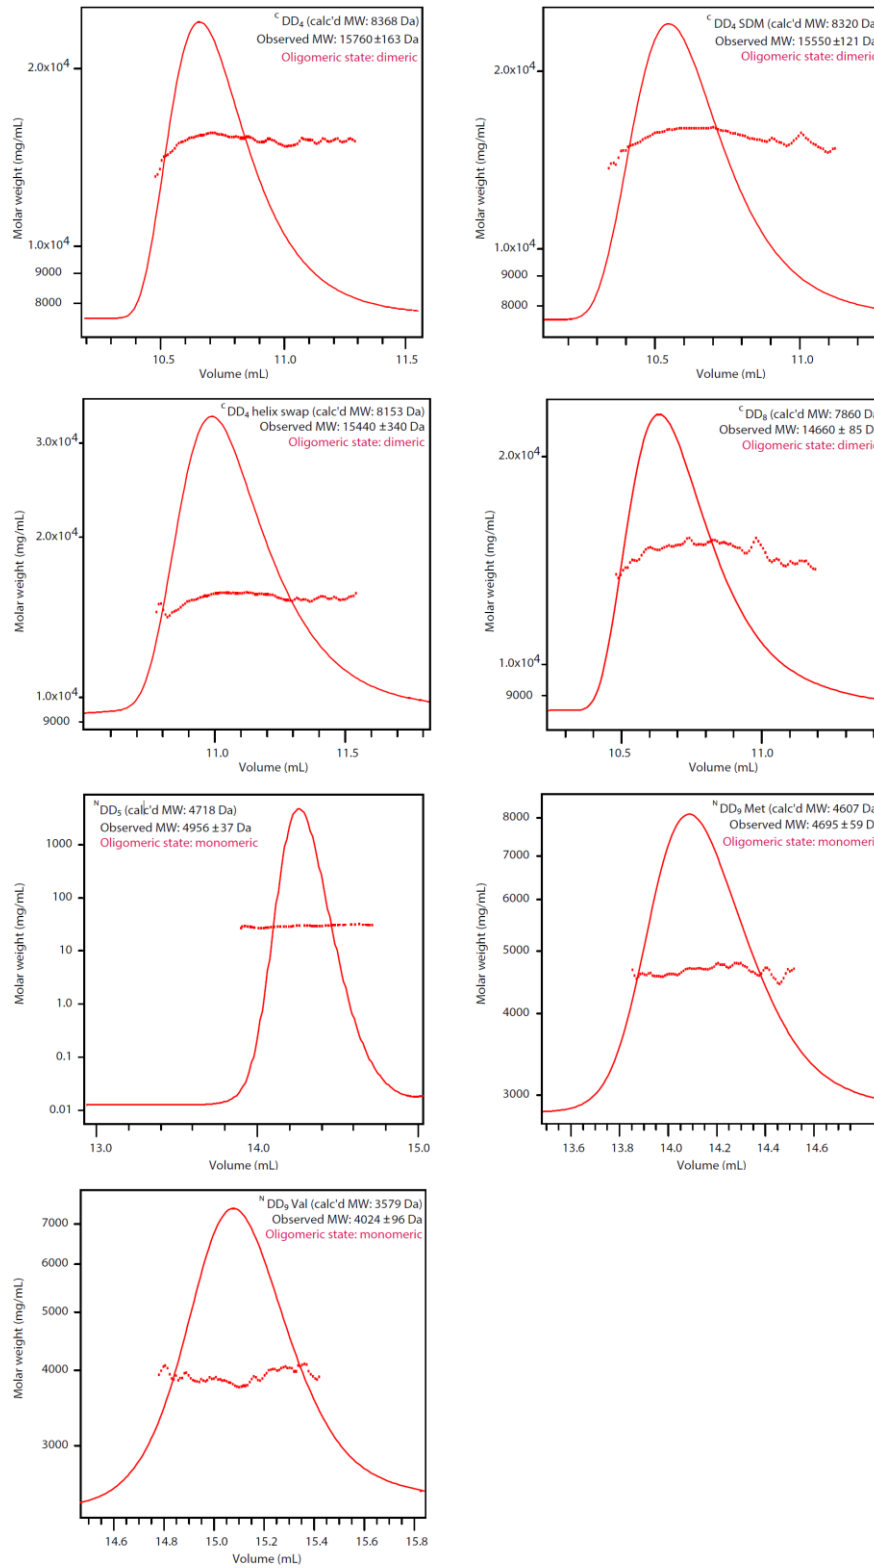 C DD4 (calc'd MW: 8368 Da)
Observed MW: 15760 ±163 Da
Oligomeric state: dimeric
Molar weight (mg/mL)
2.0x10⁴
1.0x10⁴
9000
8000
10.5 11.0 11.5
Volume (mL)
C DD4 SDM (calc'd MW: 8320 Da)
Observed MW: 15550 ±121 Da
Oligomeric state: dimeric
Molar weight (mg/mL)
2.0x10⁴
1.0x10⁴
9000
8000
10.5 11.0
Volume (mL)
C DD4 helix swap (calc'd MW: 8153 Da)
Observed MW: 15440 ±340 Da
Oligomeric state: dimeric
Molar weight (mg/mL)
3.0x10⁴
2.0x10⁴
1.0x10⁴
9000
11.0 11.5
Volume (mL)
C DD8 (calc'd MW: 7860 Da
Observed MW: 14660 ± 85 D
Oligomeric state: dimeric
Molar weight (mg/mL)
2.0x10⁴
1.0x10⁴
9000
10.5 11.0
Volume (mL)
N DD5 (calc'd MW: 4718 Da)
Observed MW: 4956 ±37 Da
Oligomeric state: monomeric
Molar weight (mg/mL)
1000
100
10
1.0
0.1
0.01
13.0 14.0 15.0
Volume (mL)
N DD9 Met (calc'd MW: 4607 Da
Observed MW: 4695 ±59 D
Oligomeric state: monomeric
Molar weight (mg/mL)
8000
7000
6000
5000
4000
3000
13.6 13.8 14.0 14.2 14.4 14.6
Volume (mL)
N DD9 Val (calc'd MW: 3579 Da)
Observed MW: 4024 ±96 Da
Oligomeric state: monomeric
Molar weight (mg/mL)
7000
6000
5000
4000
3000
14.6 14.8 15.0 15.2 15.4 15.6 15.8
Volume (mL)